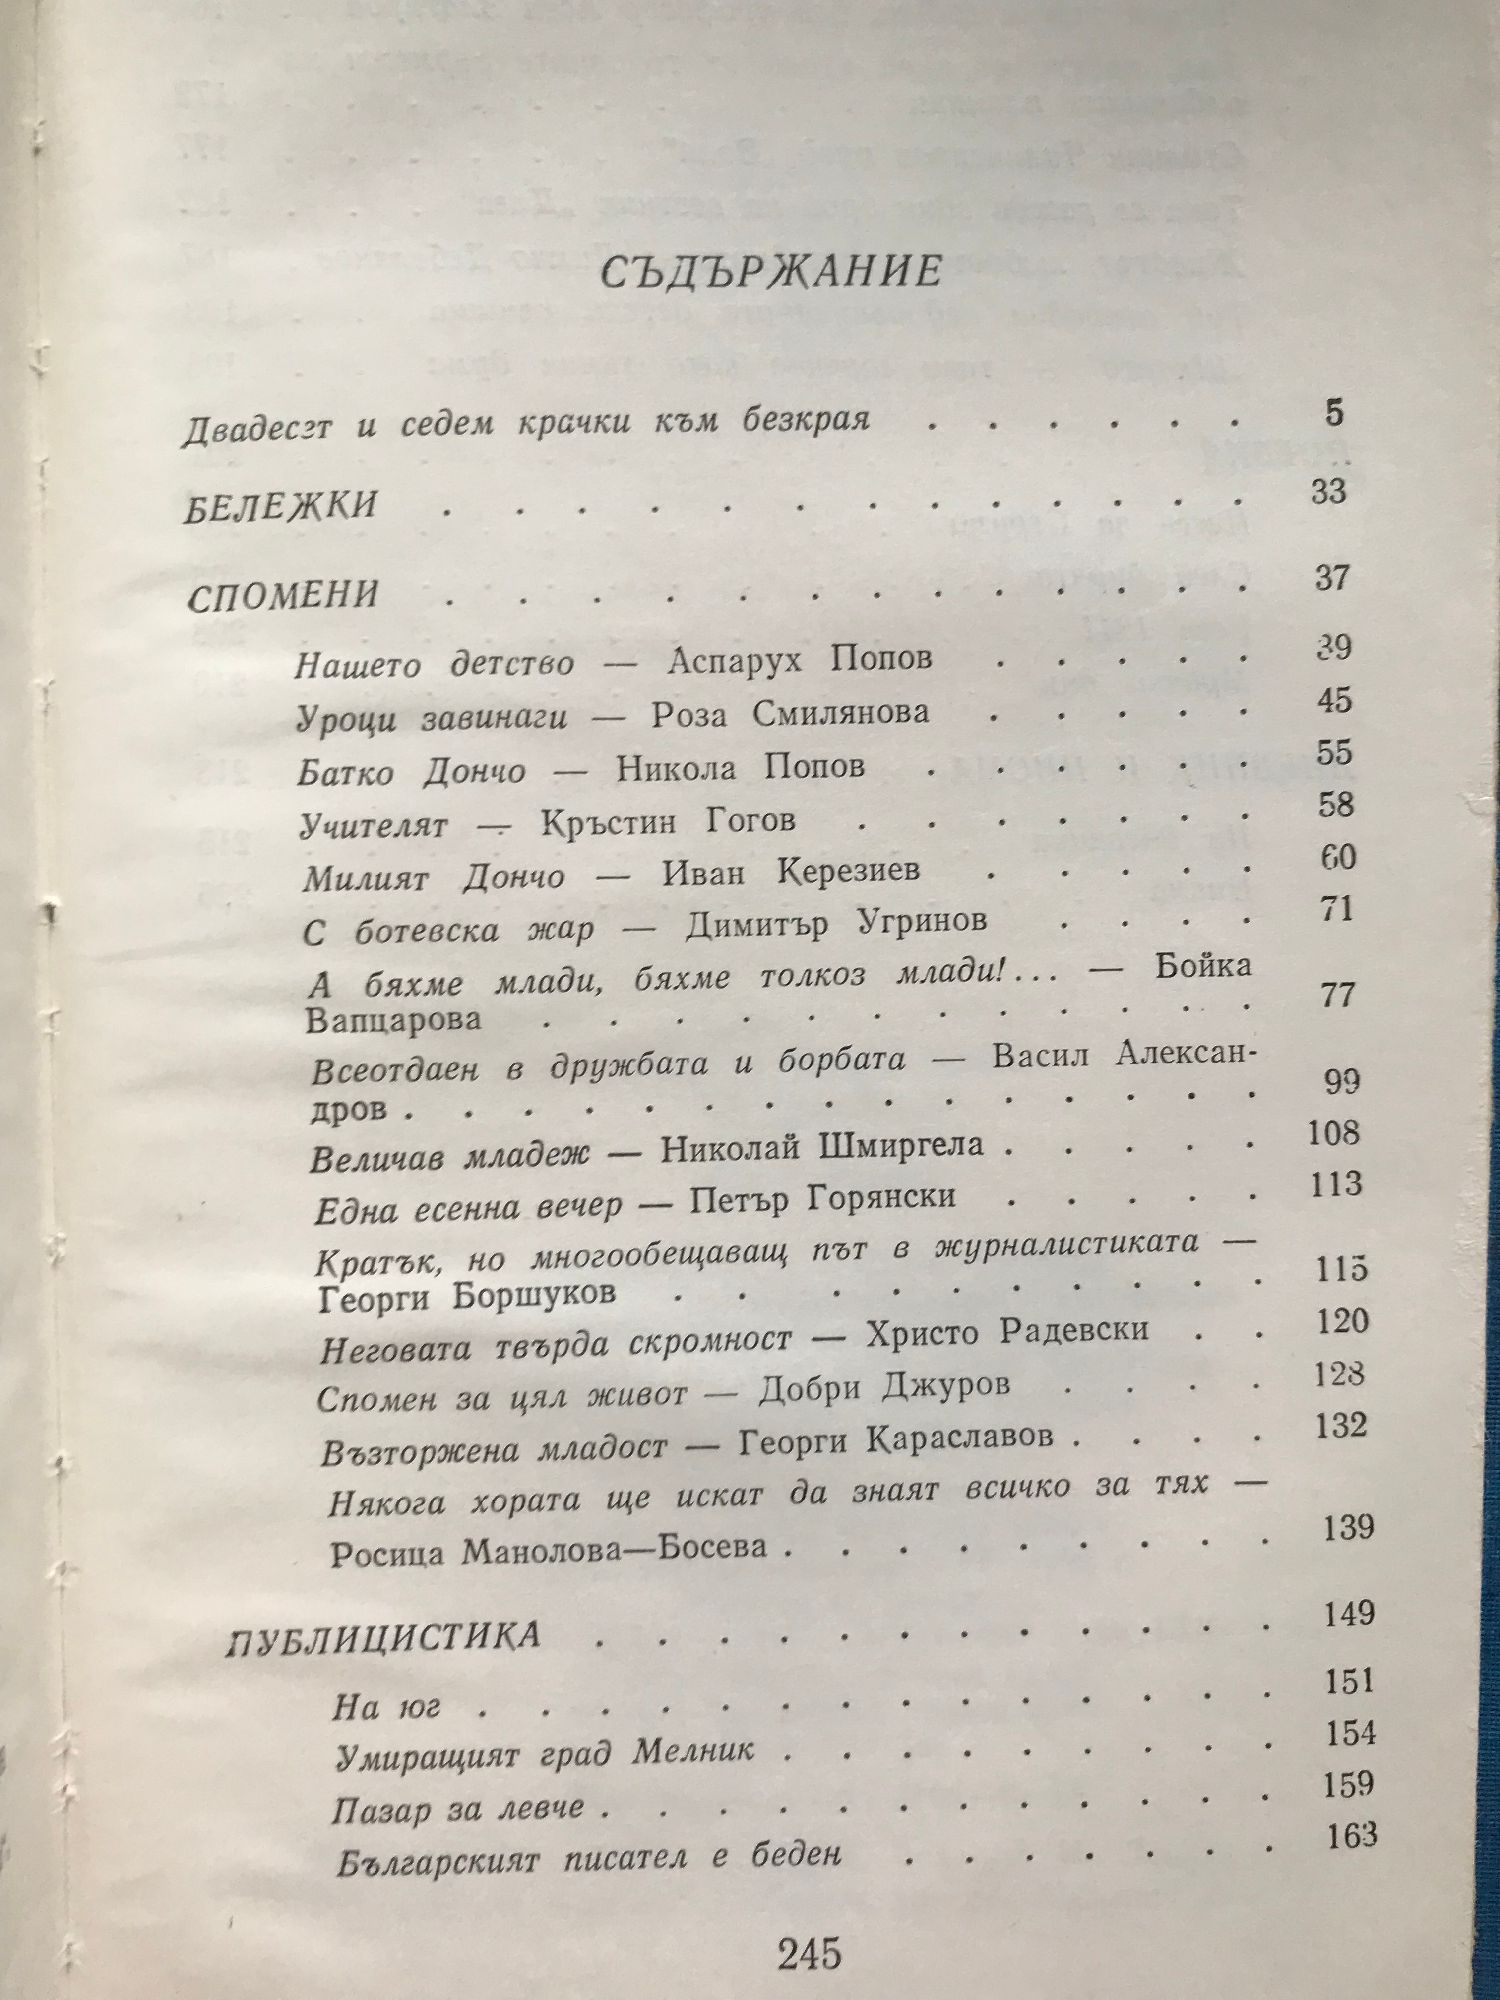 СЪДЪРЖАНИЕ
Двадесэт и седем крачки към безкрая . . . . . . 5
БЕЛЕЖКИ . . . . . . . . . . . . 33
СПОМЕНИ . . . . . . . . . . . . 37
Нашето детство — Аспарух Попов . . . . . 39
Уроци завинаги — Роза Смилянова . . . . . 45
Батко Дончо — Никола Попов . . . . . . 55
Учителят — Кръстин Гогов . . . . . . . 58
Милият Дончо — Иван Керезиев . . . . . 60
С ботевска жар — Димитър Угринов . . . . 71
А бяхме млади, бяхме толкоз млади!... — Бойка
Вапцарова . . . . . . . . . . . 77
Всеотдаен в дружбата и борбата — Васил Алексан-
дров . . . . . . . . . . . . . . . 99
Величав младеж — Николай Шмиргела . . . . . 108
Една есенна вечер — Петър Горянски . . . . . 113
Кратък, но многообещаващ път в журналистиката —
Георги Боршуков . . . . . . . . . 115
Неговата твърда скромност — Христо Радевски . . 120
Спомен за цял живот — Добри Джуров . . . . 128
Възторжена младост — Георги Караславов . . . . 132
Някога хората ще искат да знаят всичко за тях —
Росица Манолова—Босева . . . . . . . . . 139
ПУБЛИЦИСТИКА . . . . . . . . . . . . 149
На юг . . . . . . . . . . . . . . 151
Умиращият град Мелник . . . . . . . . . 154
Пазар за левче . . . . . . . . . . . . 159
Българският писател е беден . . . . . . . 163
245